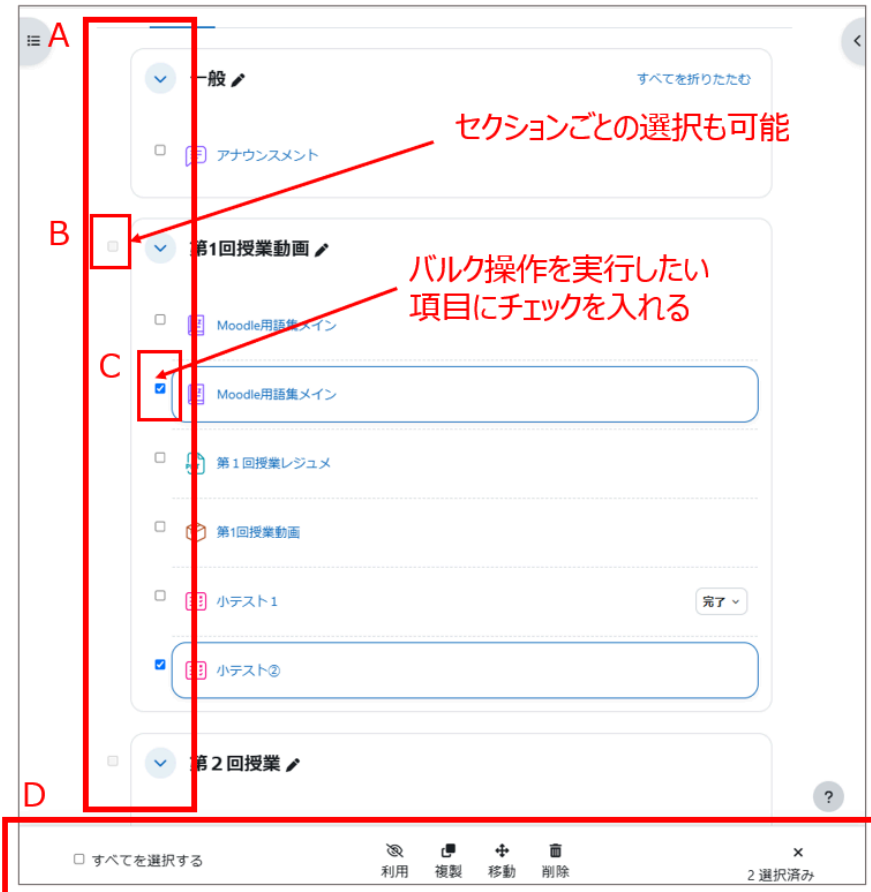 A
一般
すべてを折りたたむ
セクションごとの選択も可能
アナウンスメント
B
第1回授業動画
バルク操作を実行したい
項目にチェックを入れる
Moodle用語集メイン
C
Moodle用語集メイン
第１回授業レジュメ
第1回授業動画
小テスト１
完了
小テスト②
第２回授業
D
?
すべてを選択する
利用
複製
移動
削除
2 選択済み